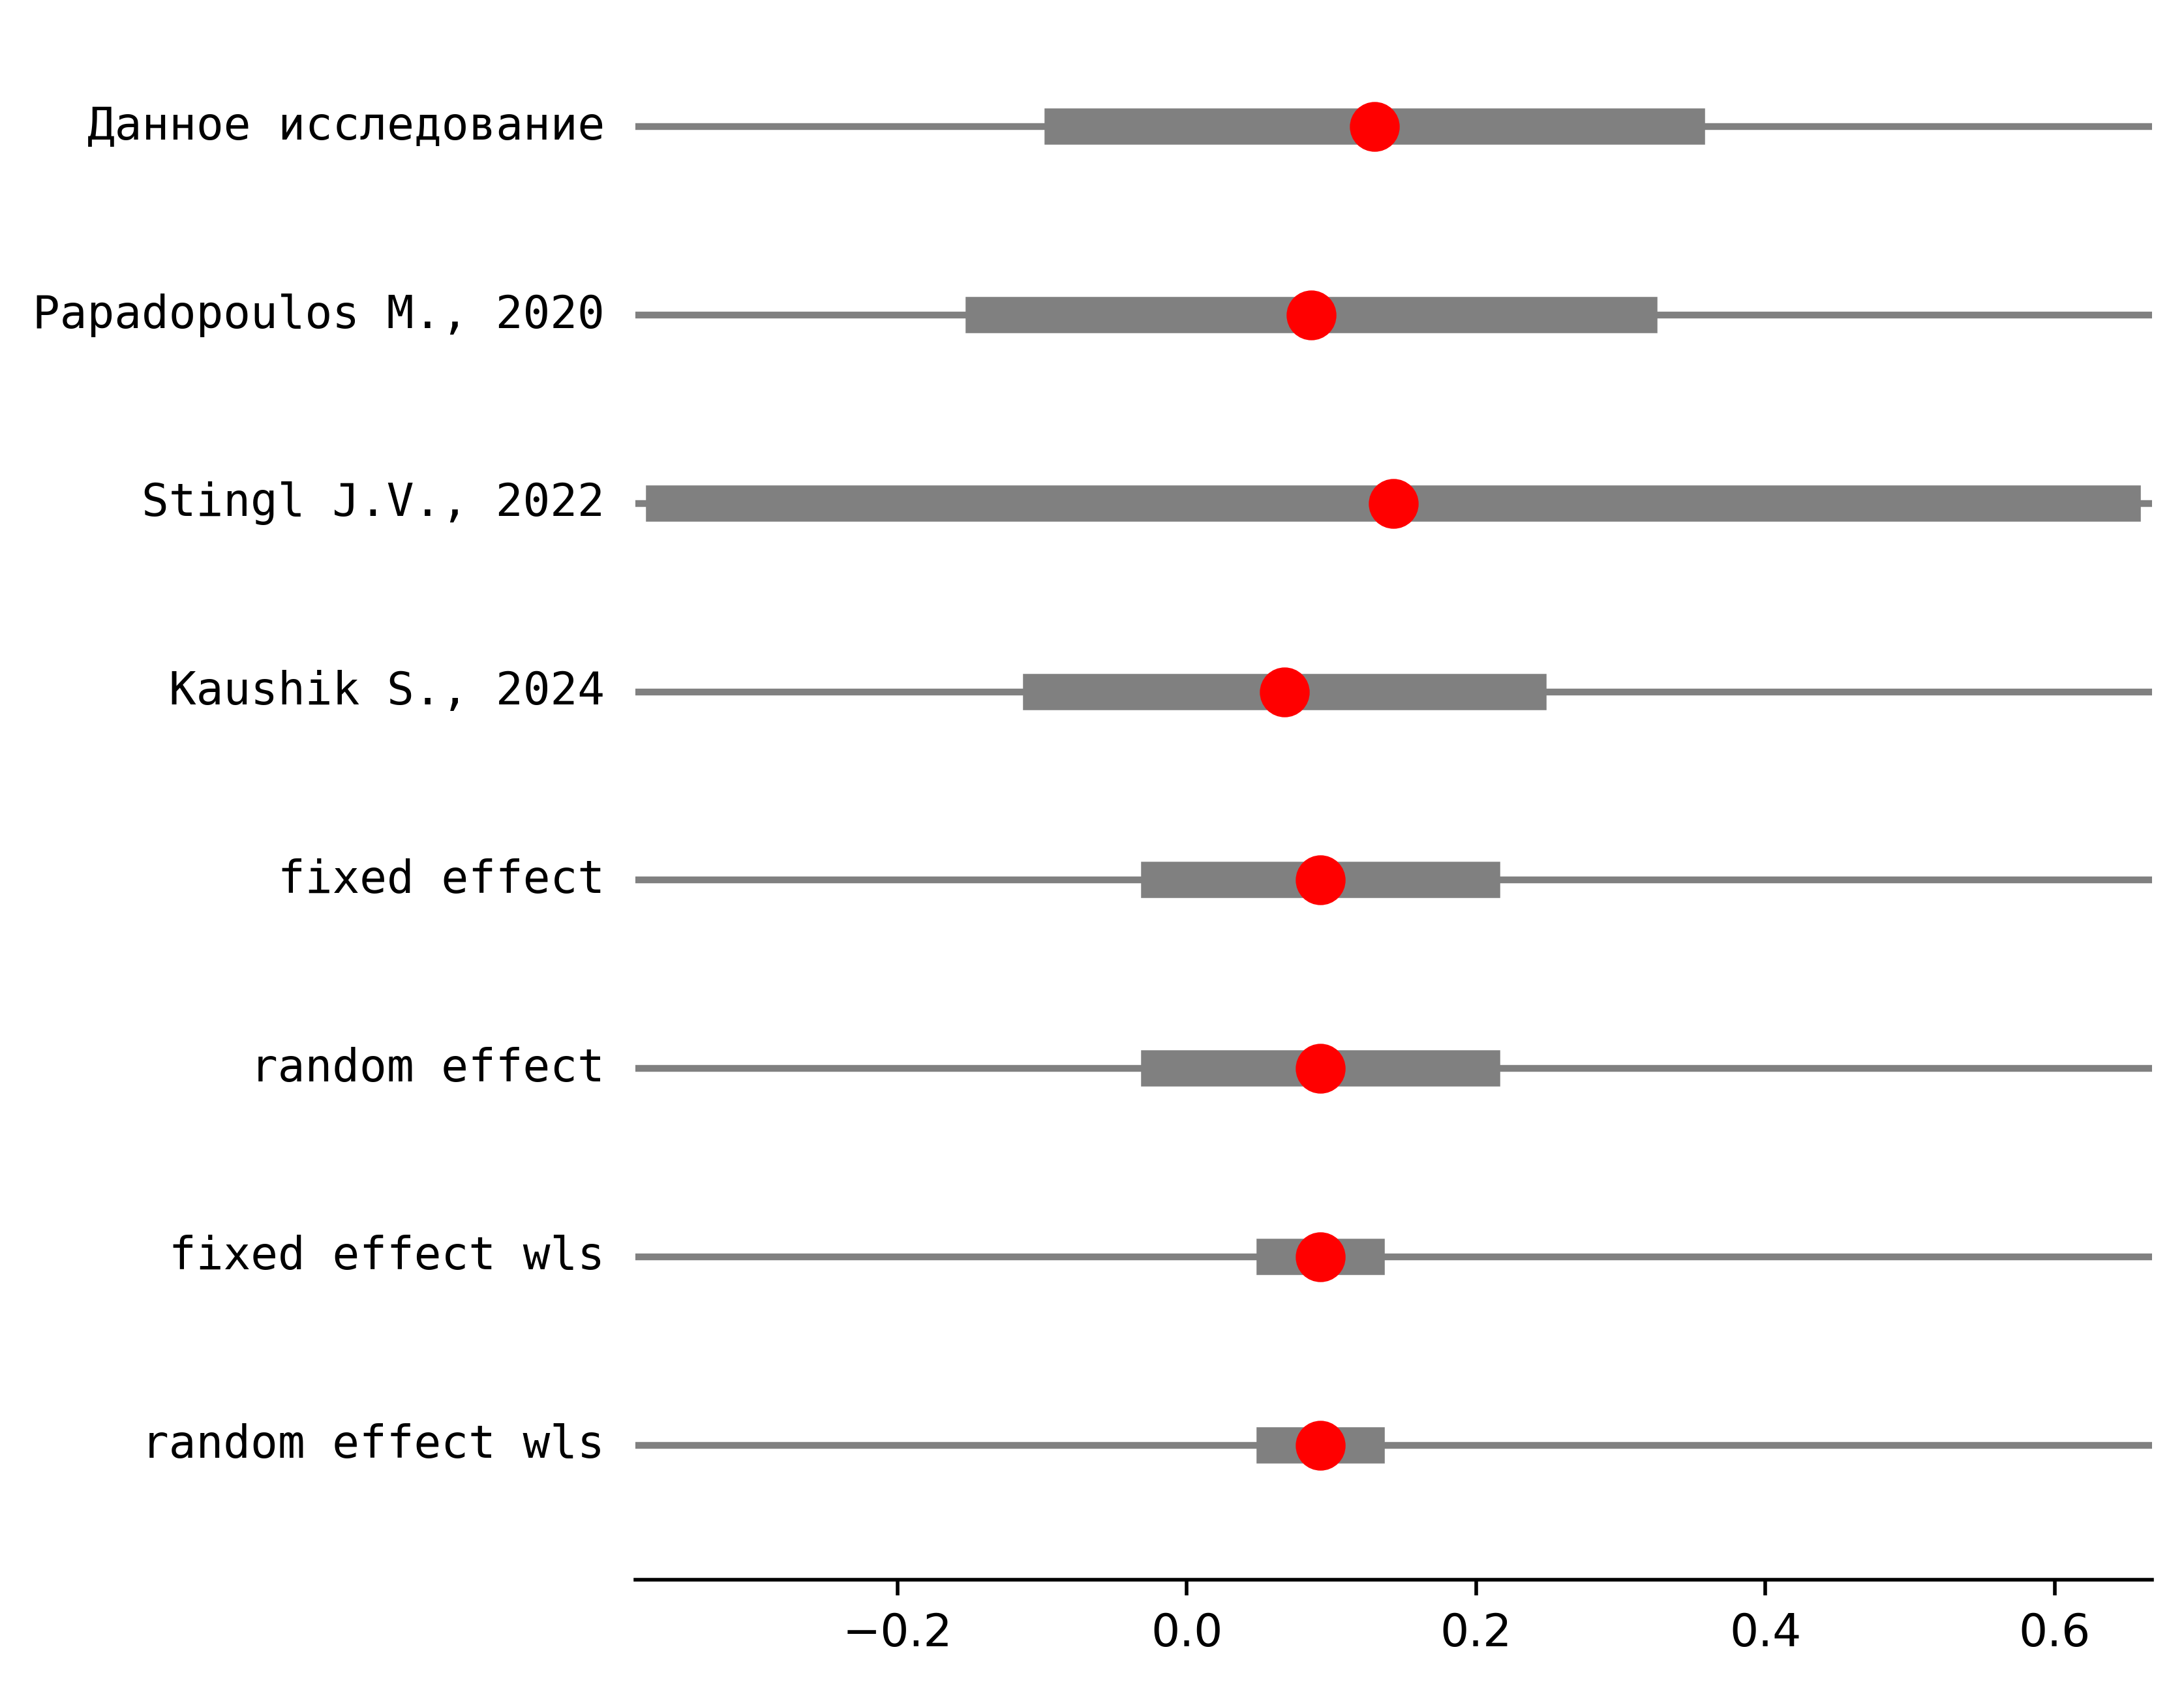 Данное исследование
Papadopoulos M., 2020
Stingl J.V., 2022
Kaushik S., 2024
fixed effect
random effect
fixed effect wls
random effect wls
−0.2 0.0 0.2 0.4 0.6